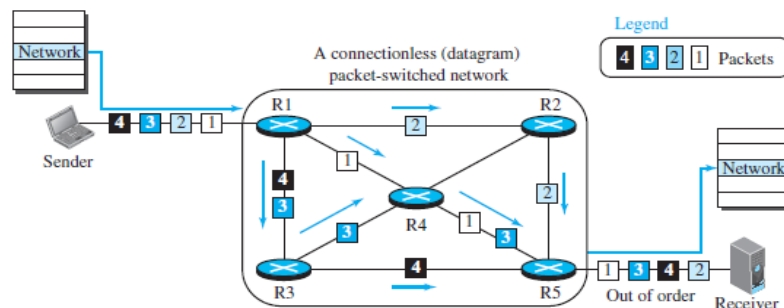 Legend
4 3 2 1 Packets
Network
A connectionless (datagram)
packet-switched network
R1
R2
4 3 2 1
Sender
2
1
4
3
R4
Network
3
1
3
2
R3
4
R5
1 3 4 2
Out of order
Receiver